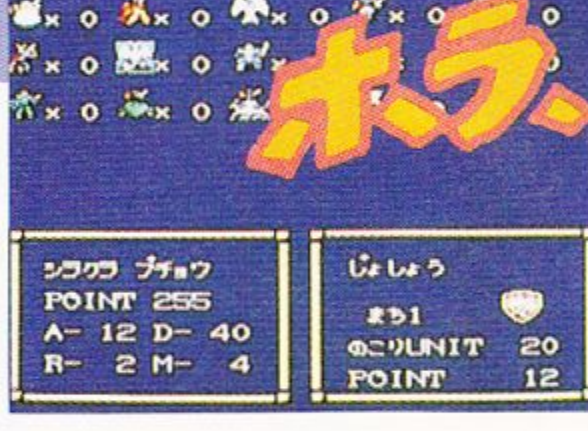 × 0 × 0 × 0 × 0
× 0 × 0 ×
× 0 × 0
ホラ、
シラクラ ブチョウ
POINT 255
A- 12 D- 40
R- 2 M- 4
じょしょう
まち1
のこりUNIT 20
POINT 12